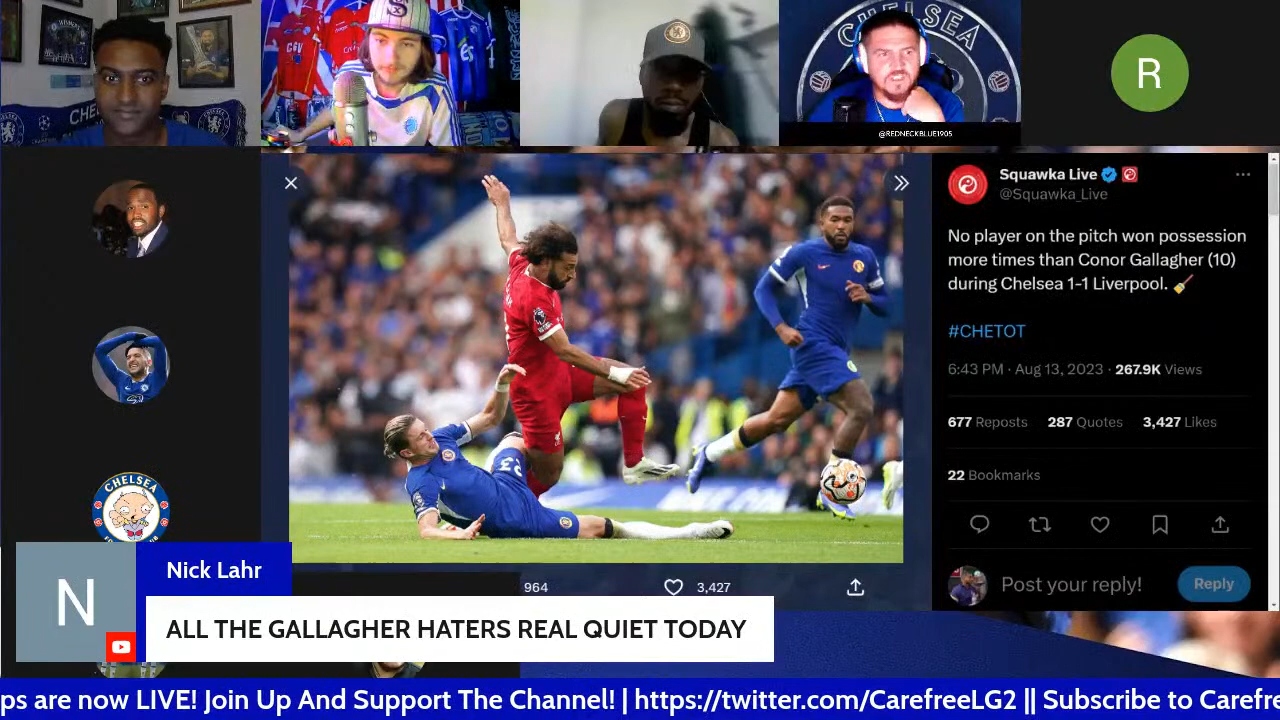 CHELSEA
@REDNECKBLUE1905
R
Squawka Live
@Squawka_Live
No player on the pitch won possession
more times than Conor Gallagher (10)
during Chelsea 1-1 Liverpool.
#CHETOT
6:43 PM · Aug 13, 2023 · 267.9K Views
677 Reposts 287 Quotes 3,427 Likes
22 Bookmarks
Post your reply!
Reply
23
CHELSEA
964
3,427
N
Nick Lahr
ALL THE GALLAGHER HATERS REAL QUIET TODAY
ps are now LIVE! Join Up And Support The Channel! | https://twitter.com/CarefreeLG2 || Subscribe to Carefre